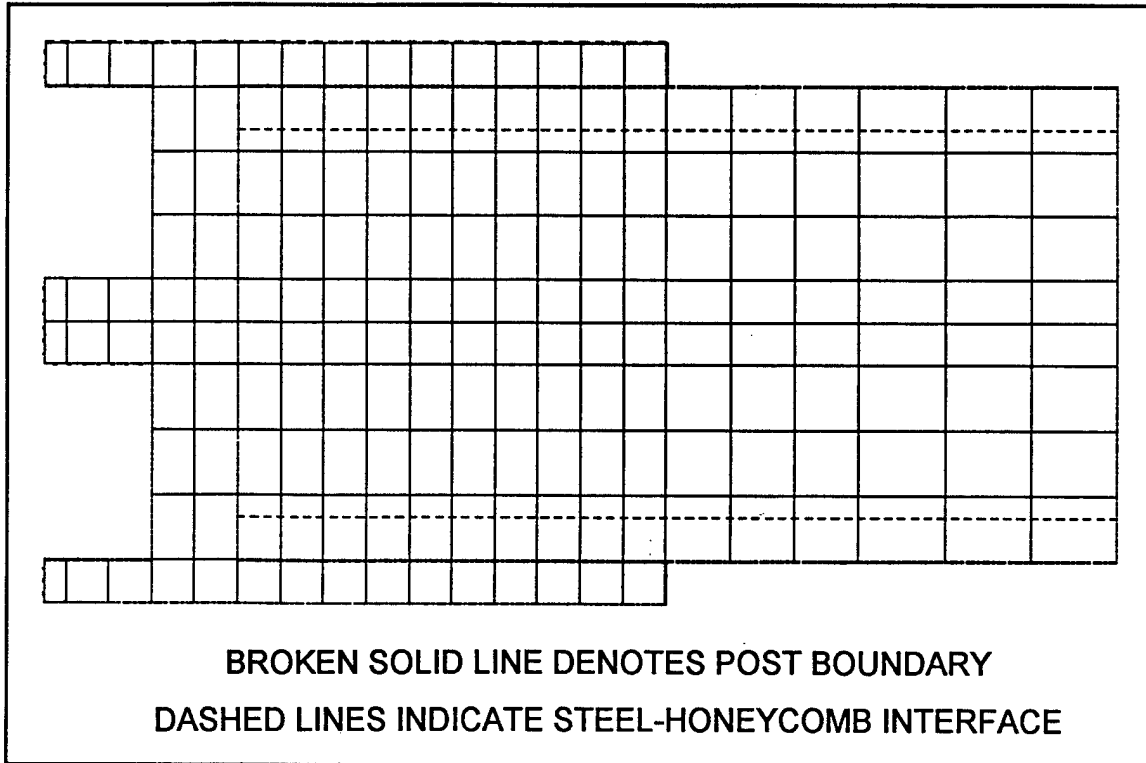 BROKEN SOLID LINE DENOTES POST BOUNDARY
DASHED LINES INDICATE STEEL-HONEYCOMB INTERFACE